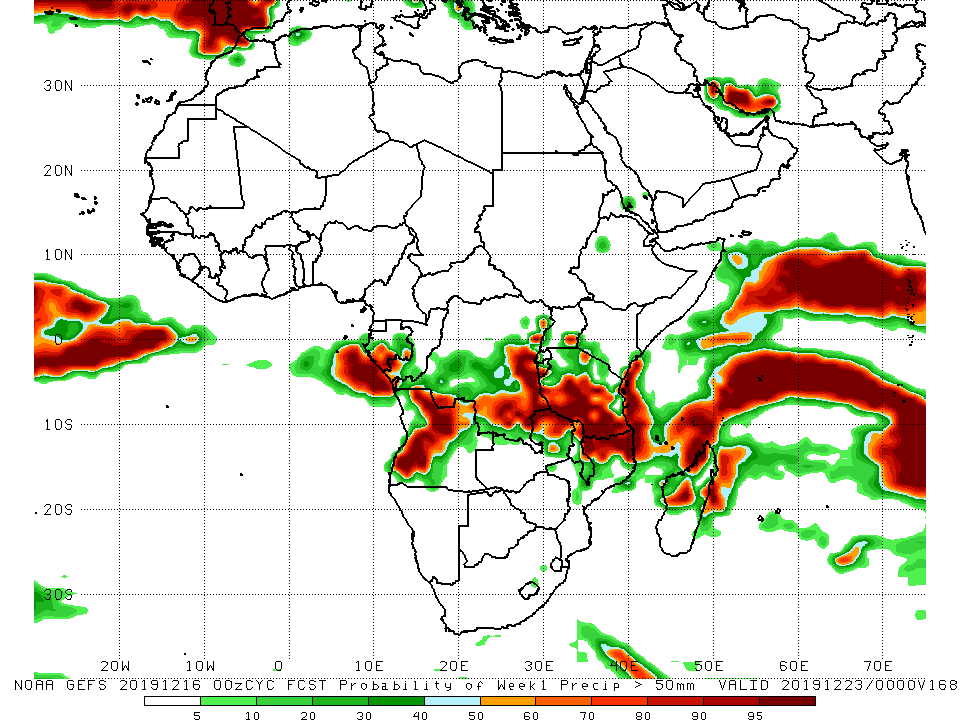 30N
20N
10N
0
10S
20S
30S
20W 10W 0 10E 20E 30E 40E 50E 60E 70E
NOAA GEFS 20191216 00zCYC FCST Probability of Week1 Precip > 50mm VALID 20191223/0000V168
5 10 20 30 40 50 60 70 80 90 95